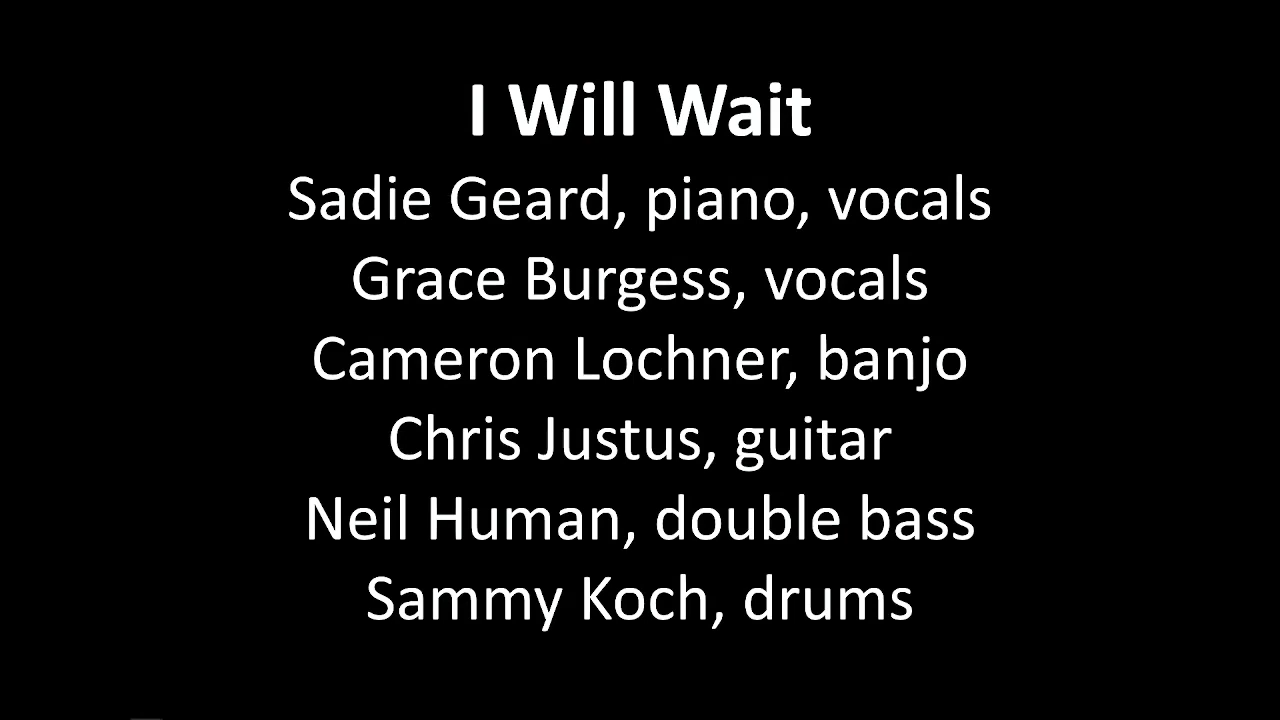 I Will Wait
Sadie Geard, piano, vocals
Grace Burgess, vocals
Cameron Lochner, banjo
Chris Justus, guitar
Neil Human, double bass
Sammy Koch, drums